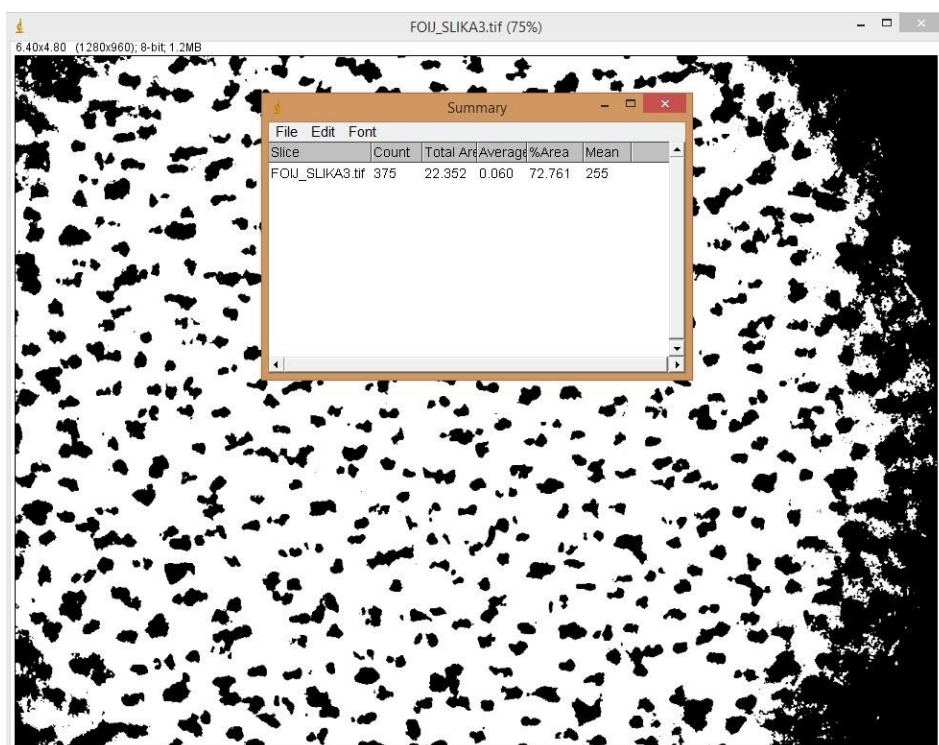 FOIJ_SLIKA3.tif (75%)
6.40x4.80 (1280x960); 8-bit; 1.2MB
Summary
File Edit Font
Slice Count Total Are Average %Area Mean
FOIJ_SLIKA3.tif 375 22.352 0.060 72.761 255